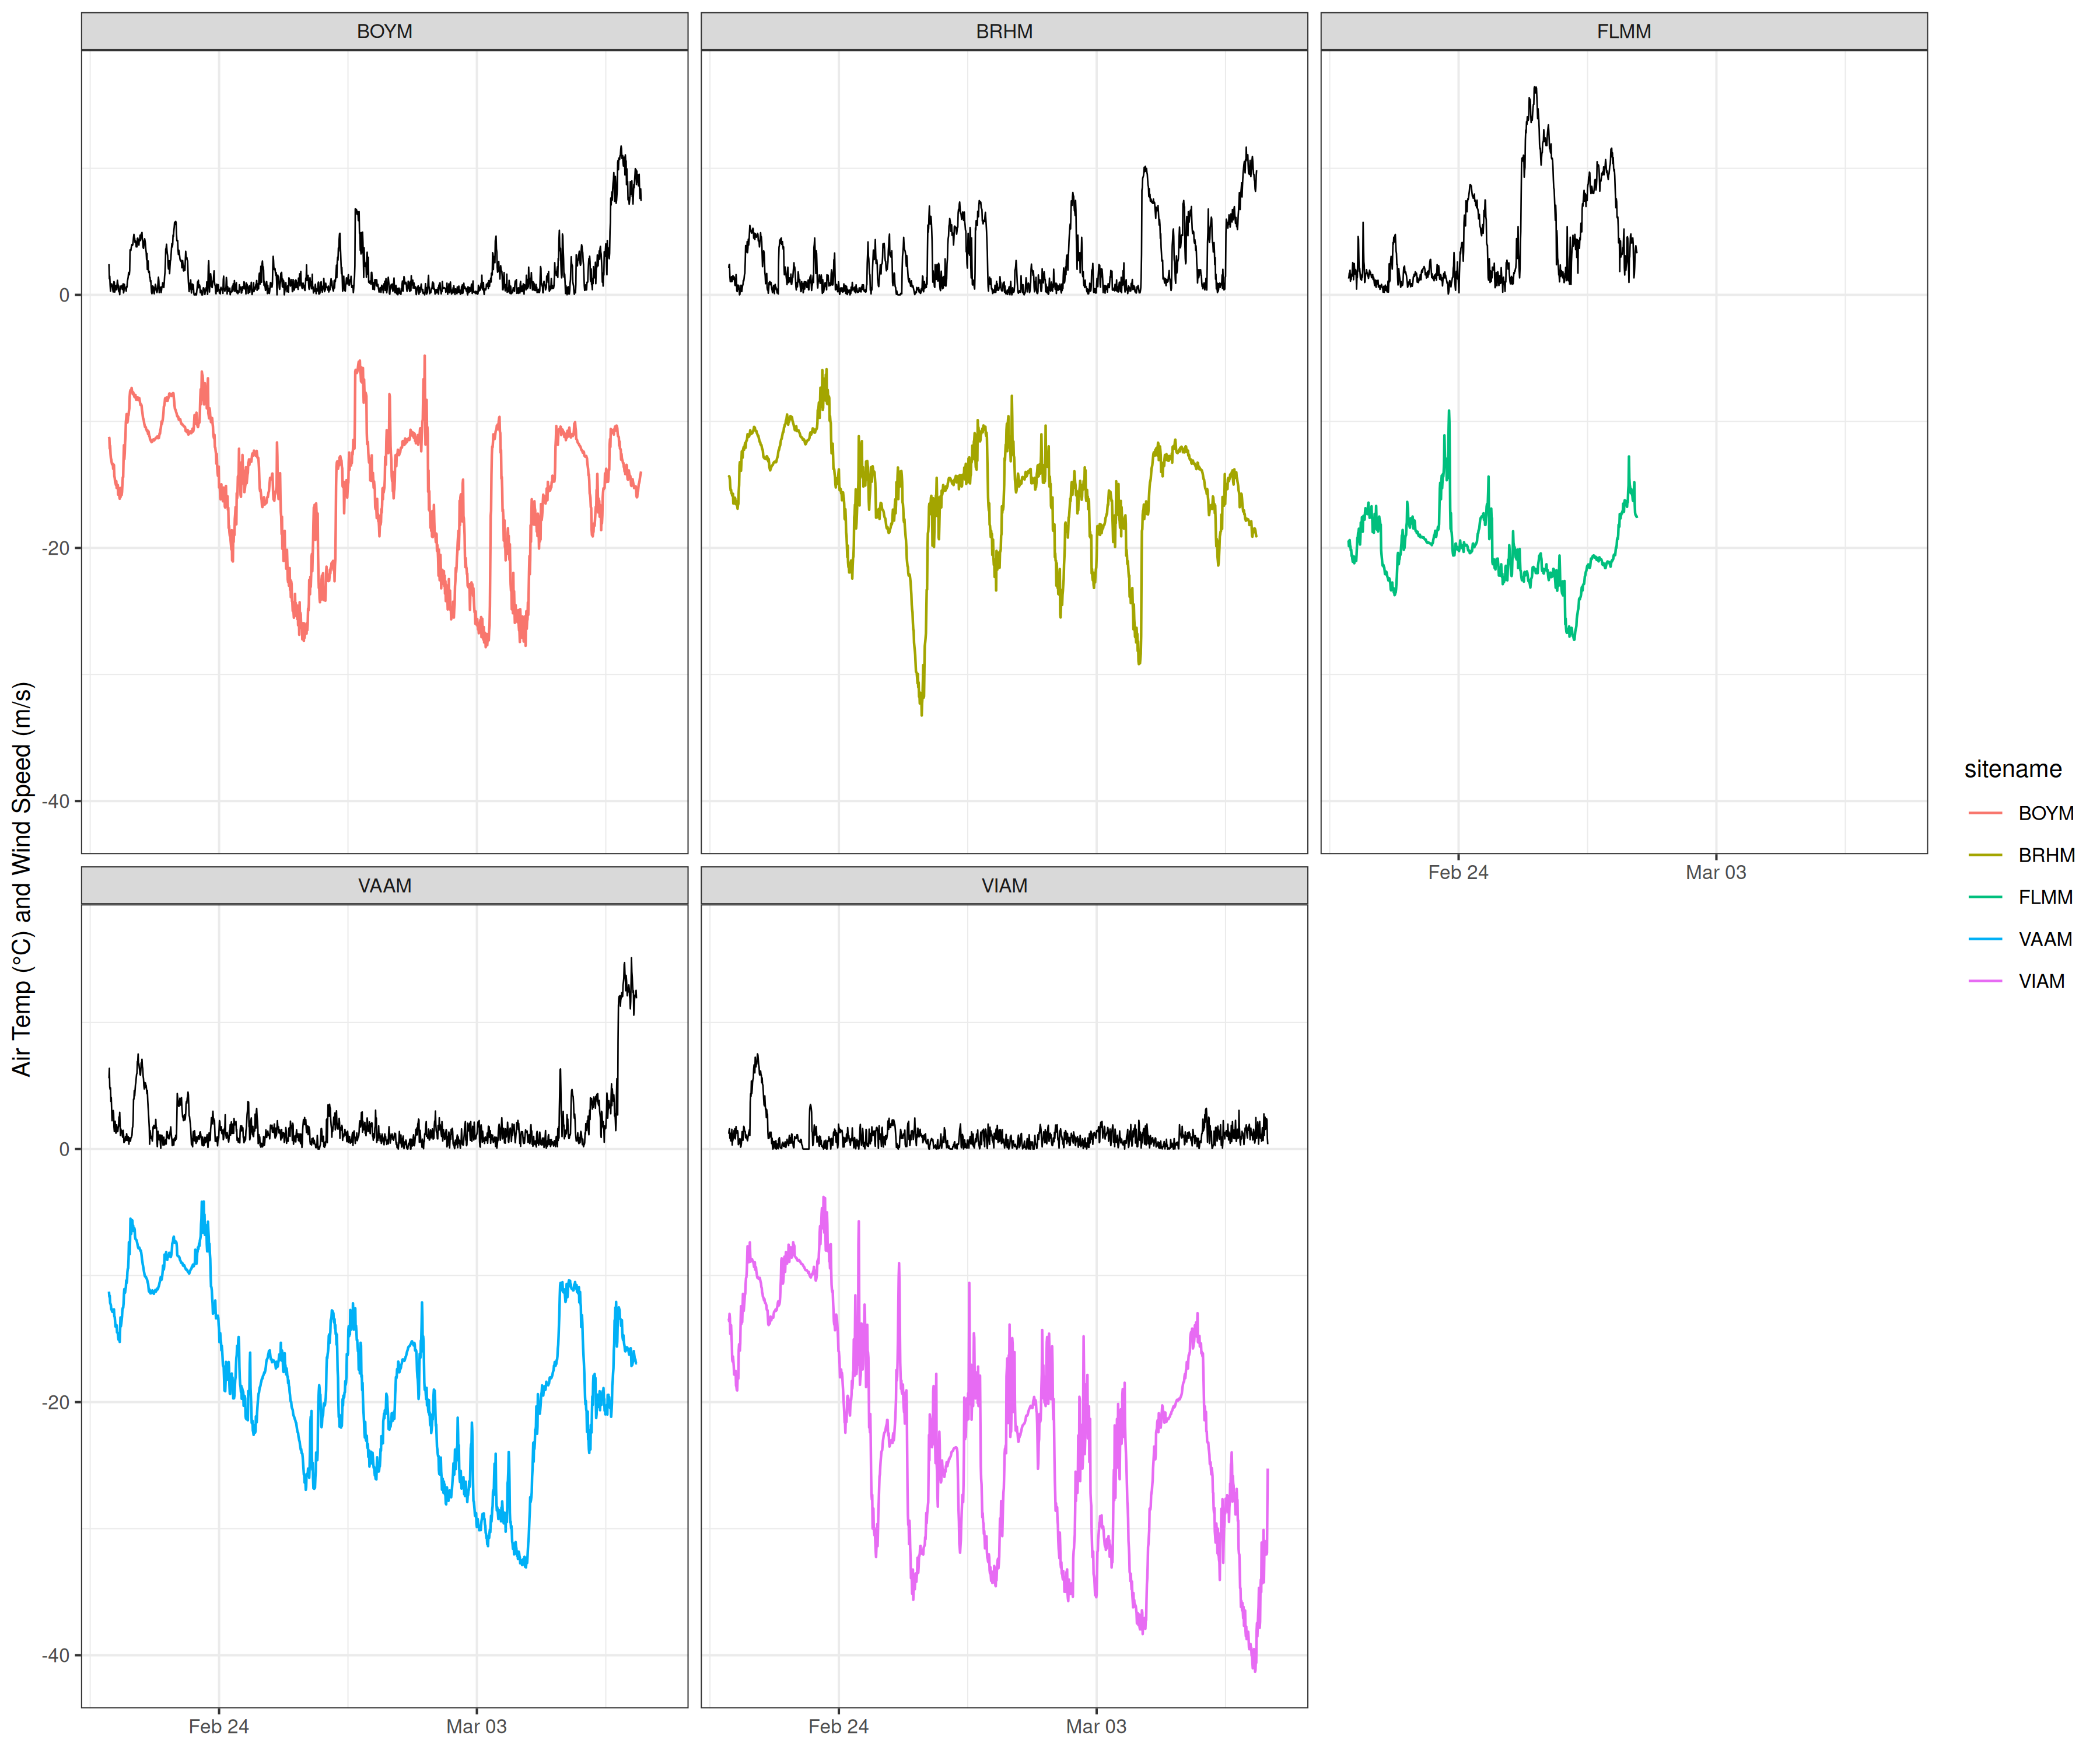 BOYM
BRHM
FLMM
0
-20
-40
Feb 24
Mar 03
VAAM
VIAM
0
-20
-40
Feb 24
Mar 03
Feb 24
Mar 03
Air Temp (°C) and Wind Speed (m/s)
sitename
BOYM
BRHM
FLMM
VAAM
VIAM